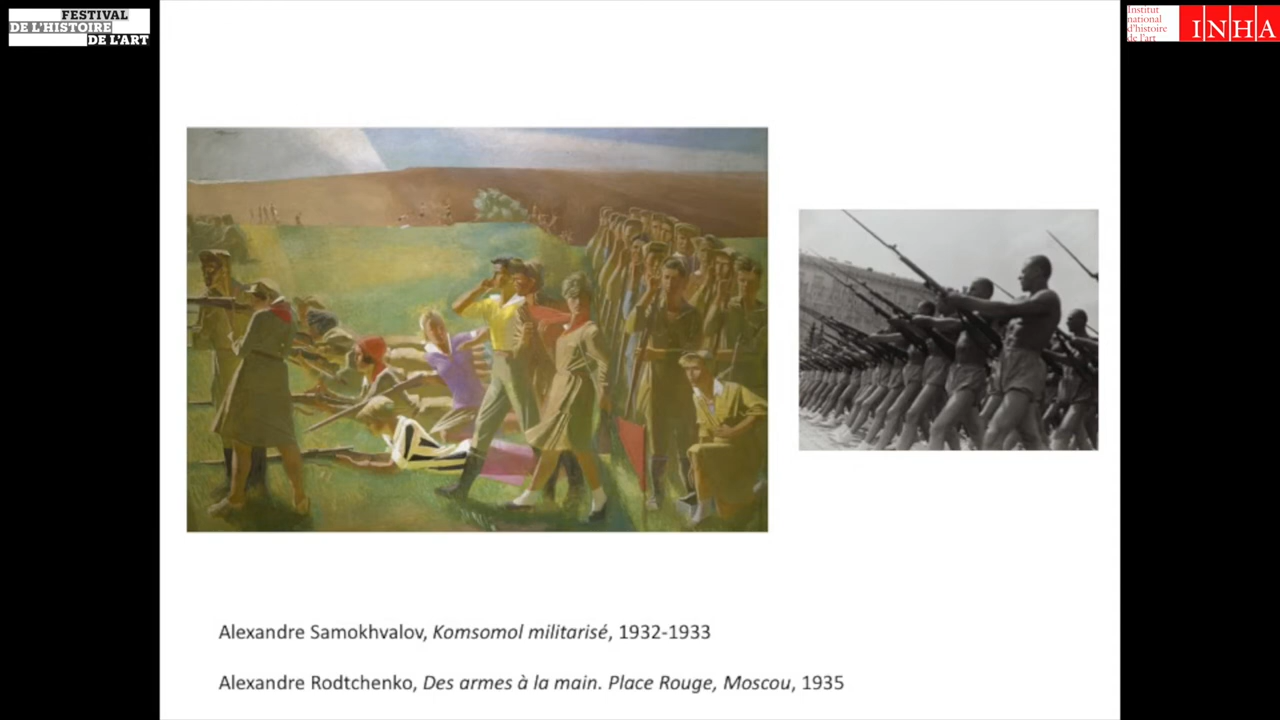 FESTIVAL
DE L'HISTOIRE
DE L'ART
Institut
national
d'histoire
de l'art
INHA
Alexandre Samokhvalov, Komsomol militarisé, 1932-1933
Alexandre Rodtchenko, Des armes à la main. Place Rouge, Moscou, 1935